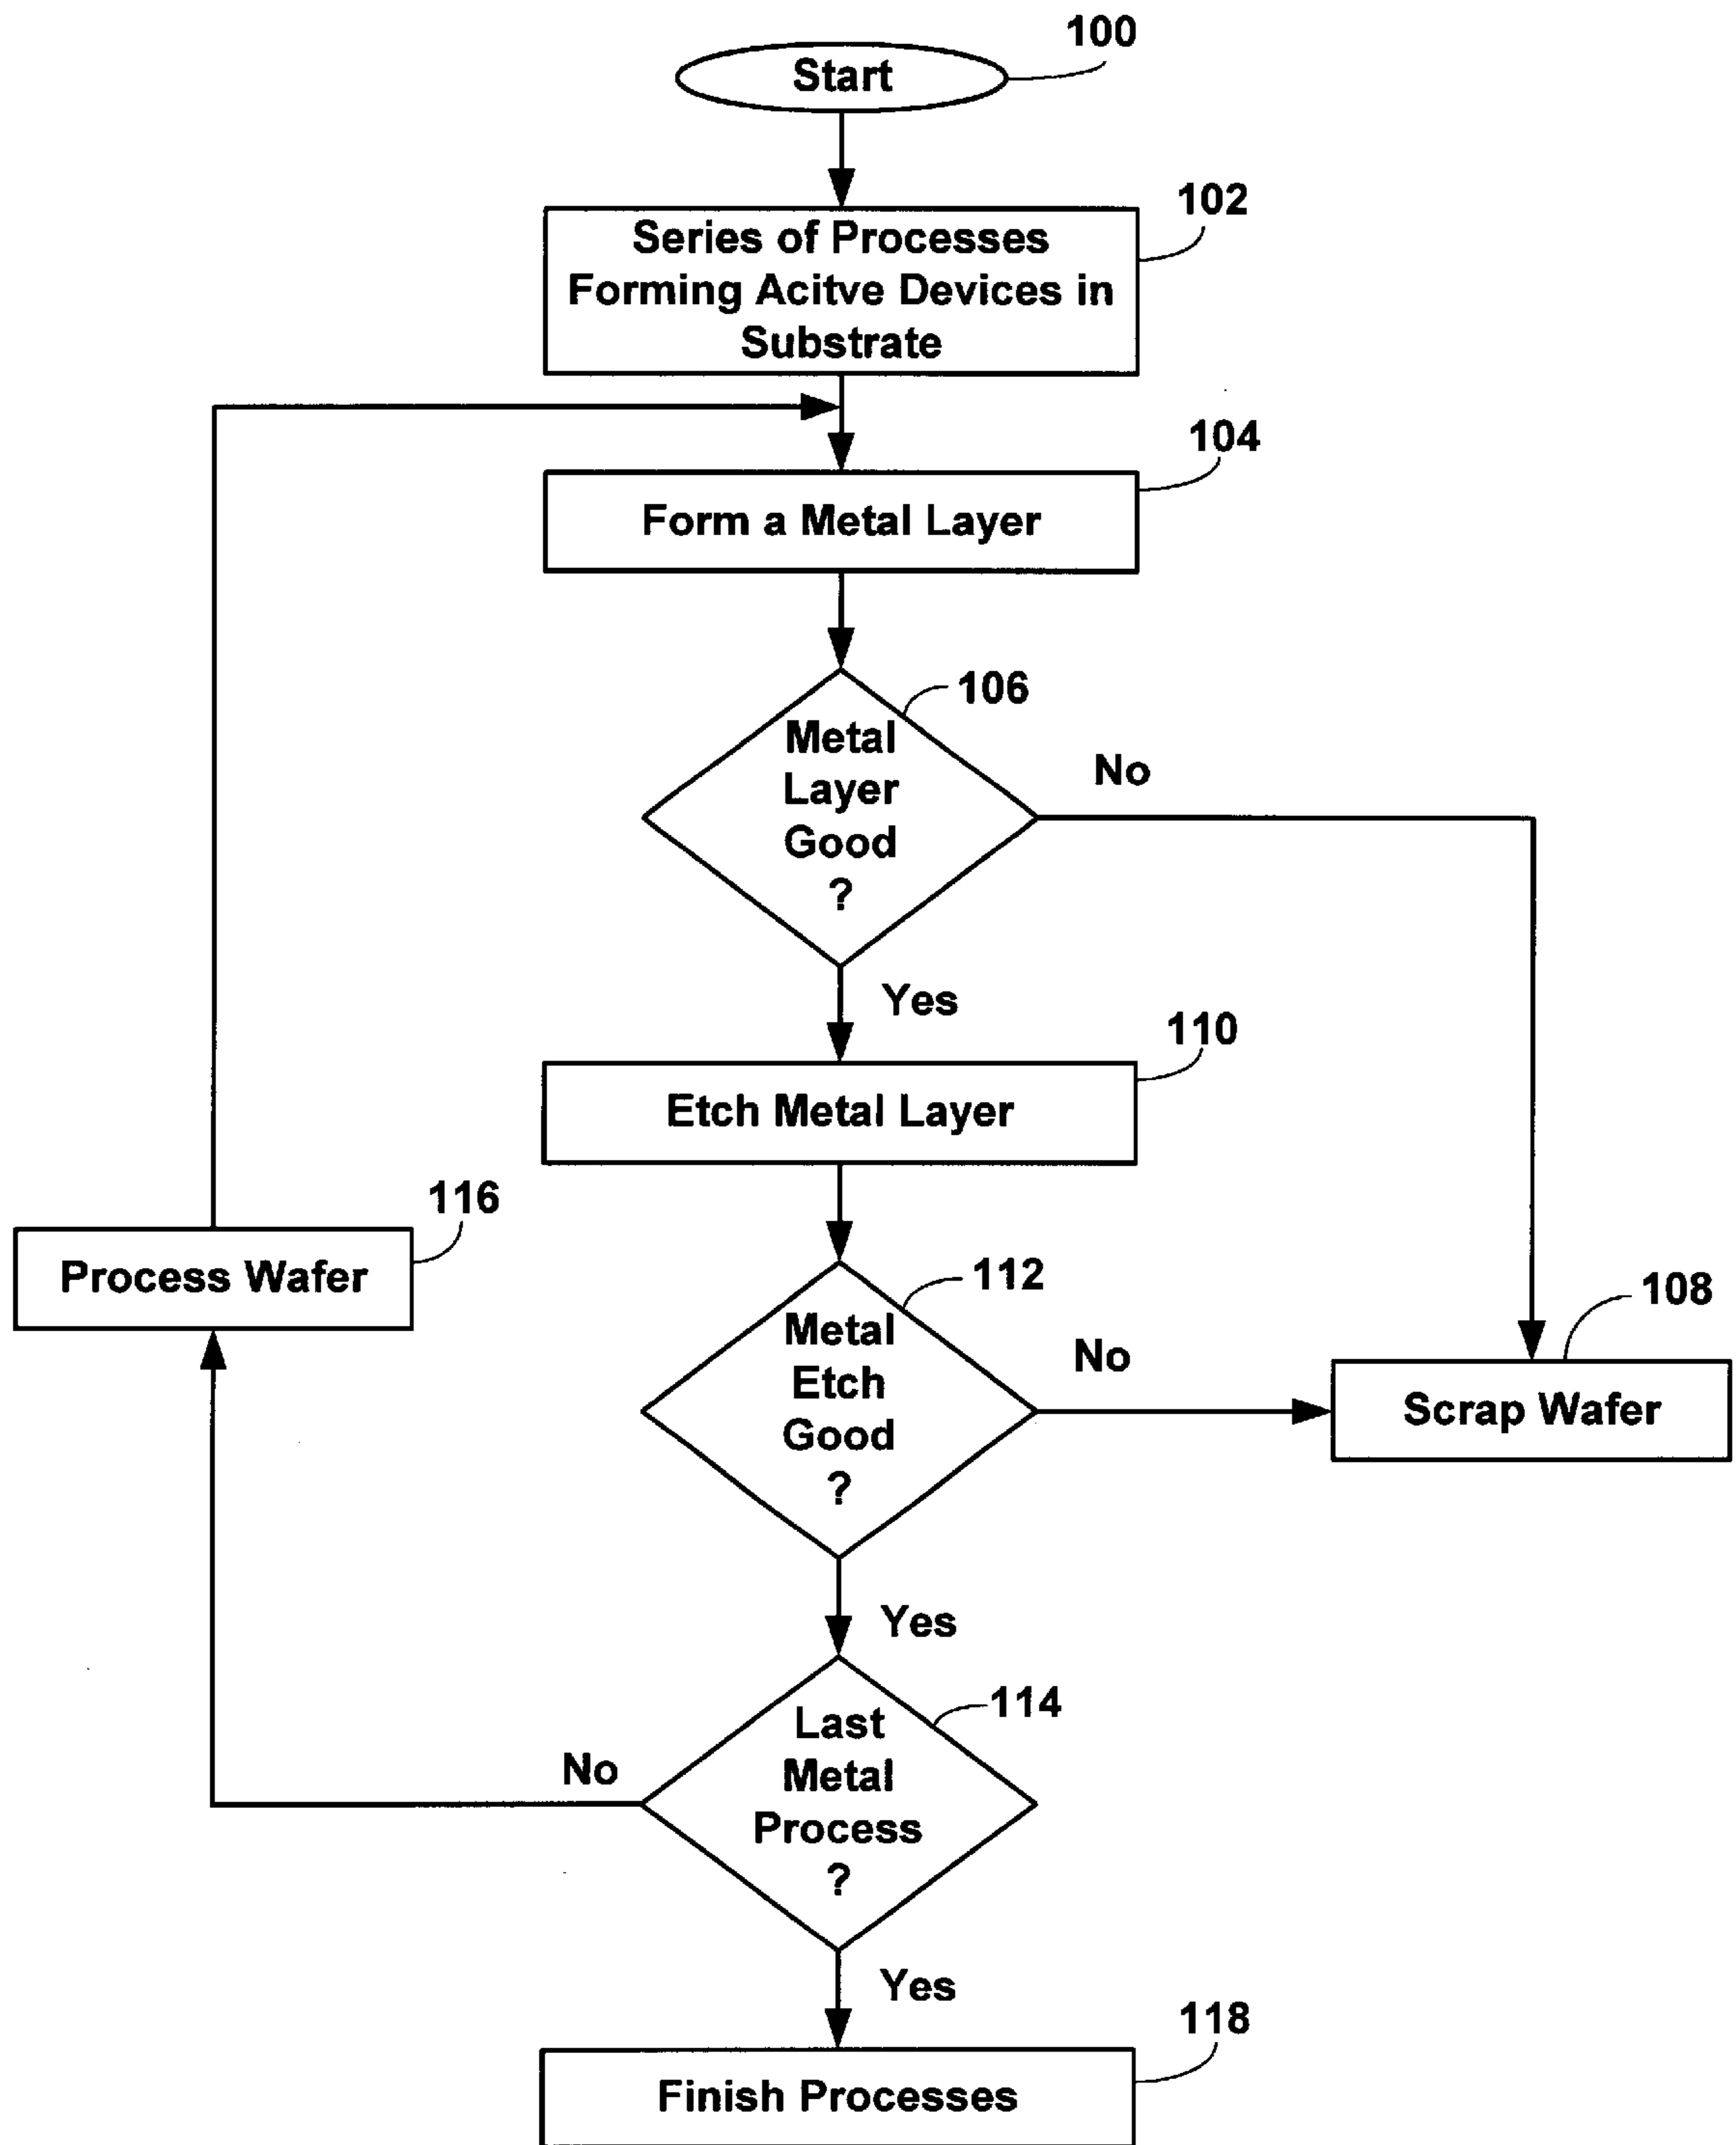 100
Start
102
Series of Processes
Forming Acitve Devices in
Substrate
104
Form a Metal Layer
106
Metal
Layer
Good
?
No
Yes
110
Etch Metal Layer
116
Process Wafer
112
Metal
Etch
Good
?
No
108
Scrap Wafer
Yes
114
Last
Metal
Process
?
No
Yes
118
Finish Processes